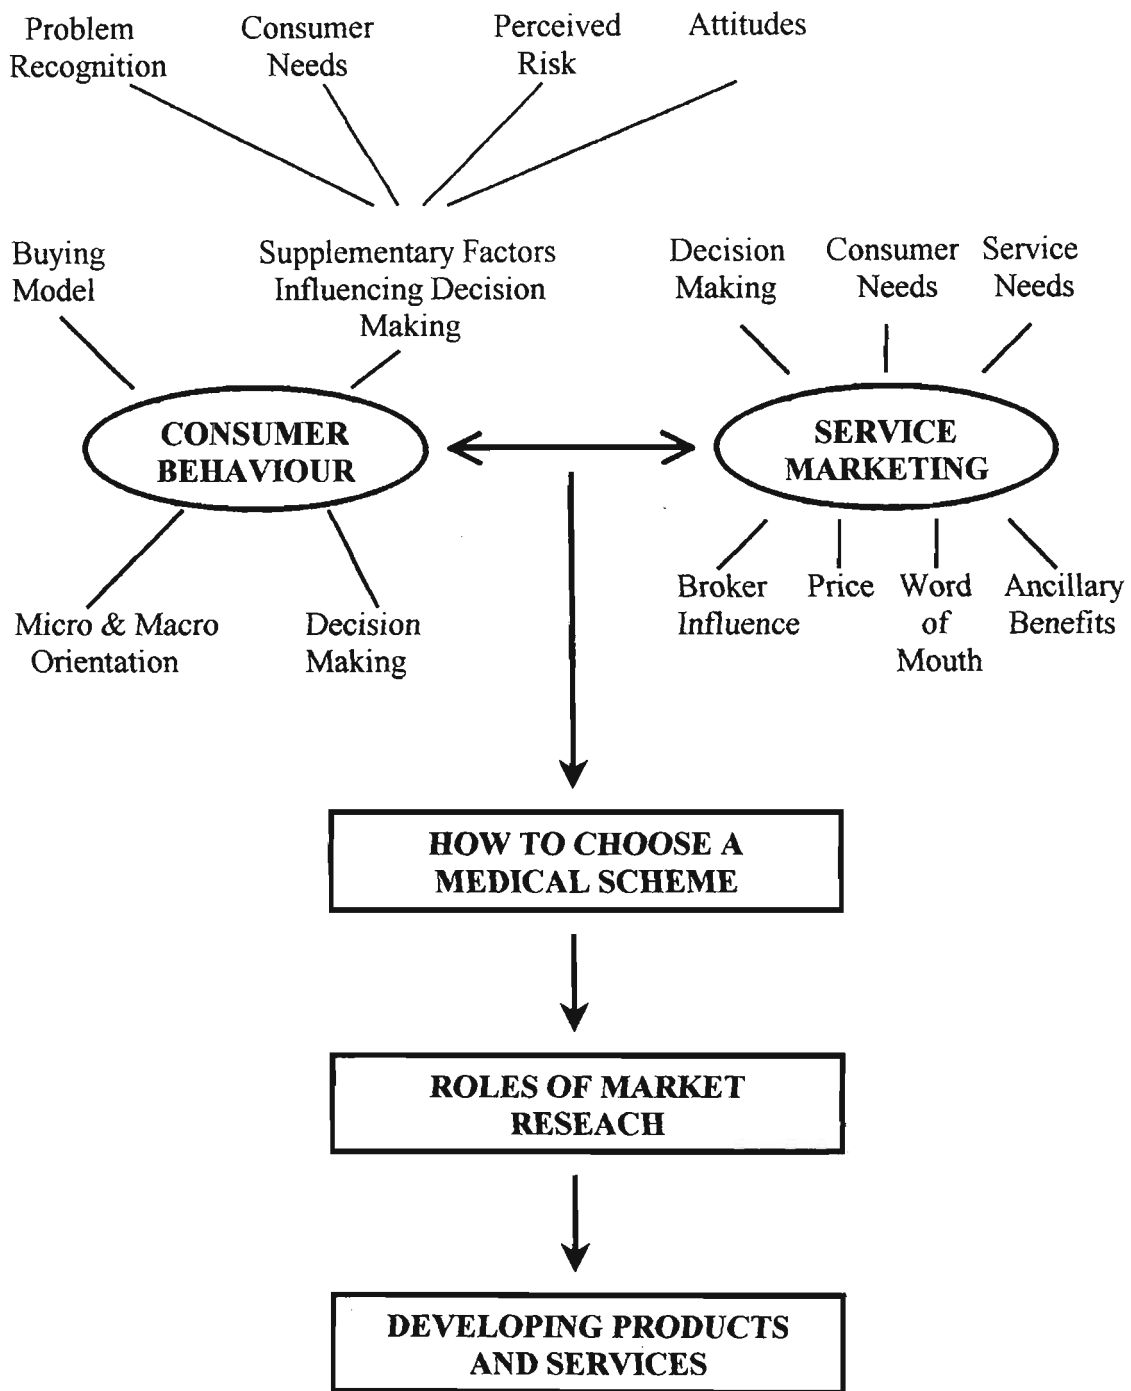 Problem
Recognition
Consumer
Needs
Perceived
Risk
Attitudes
Buying
Model
Supplementary Factors
Influencing Decision
Making
Decision
Making
Consumer
Needs
Service
Needs
CONSUMER
BEHAVIOUR
SERVICE
MARKETING
Micro & Macro
Orientation
Decision
Making
Broker
Influence
Price
Word
of
Mouth
Ancillary
Benefits
HOW TO CHOOSE A
MEDICAL SCHEME
ROLES OF MARKET
RESEACH
DEVELOPING PRODUCTS
AND SERVICES